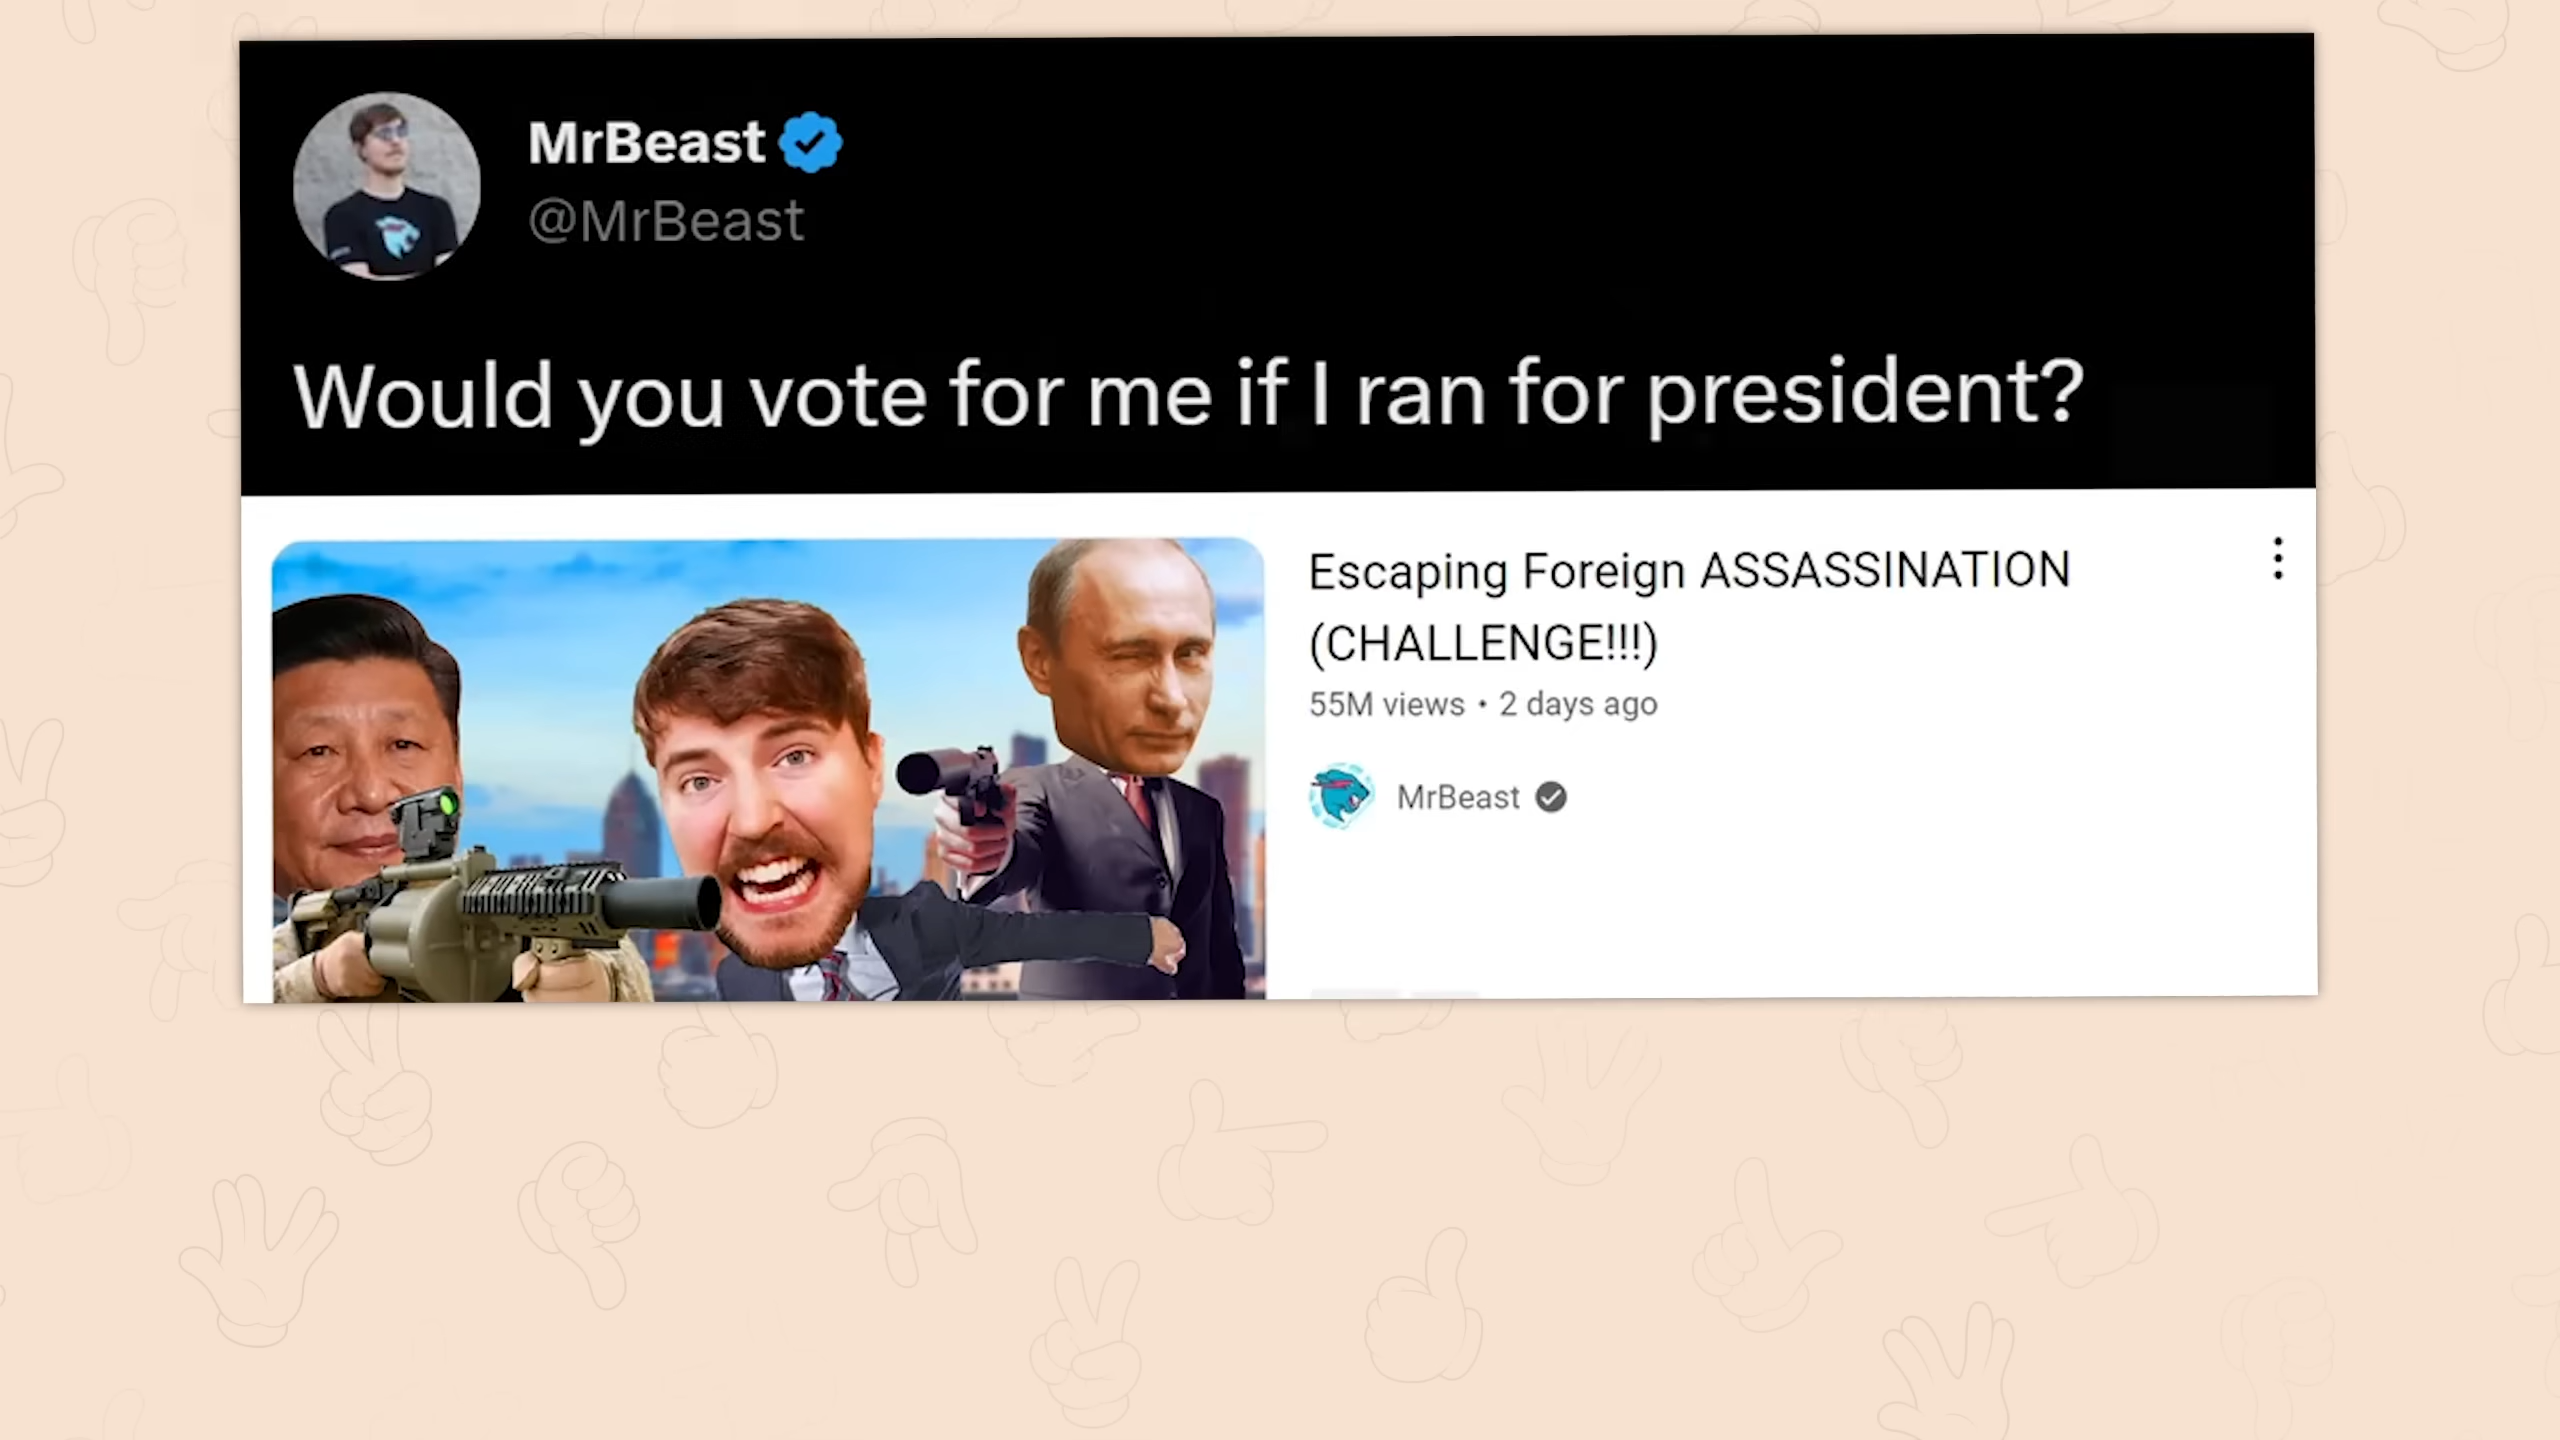 MrBeast
@MrBeast
Would you vote for me if I ran for president?
Escaping Foreign ASSASSINATION
(CHALLENGE!!!)
55M views • 2 days ago
MrBeast